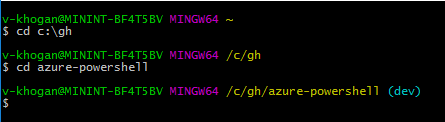 v-khogan@MININT-BF4T5BV MINGW64 ~
$ cd c:\gh
v-khogan@MININT-BF4T5BV MINGW64 /c/gh
$ cd azure-powershell
v-khogan@MININT-BF4T5BV MINGW64 /c/gh/azure-powershell (dev)
$